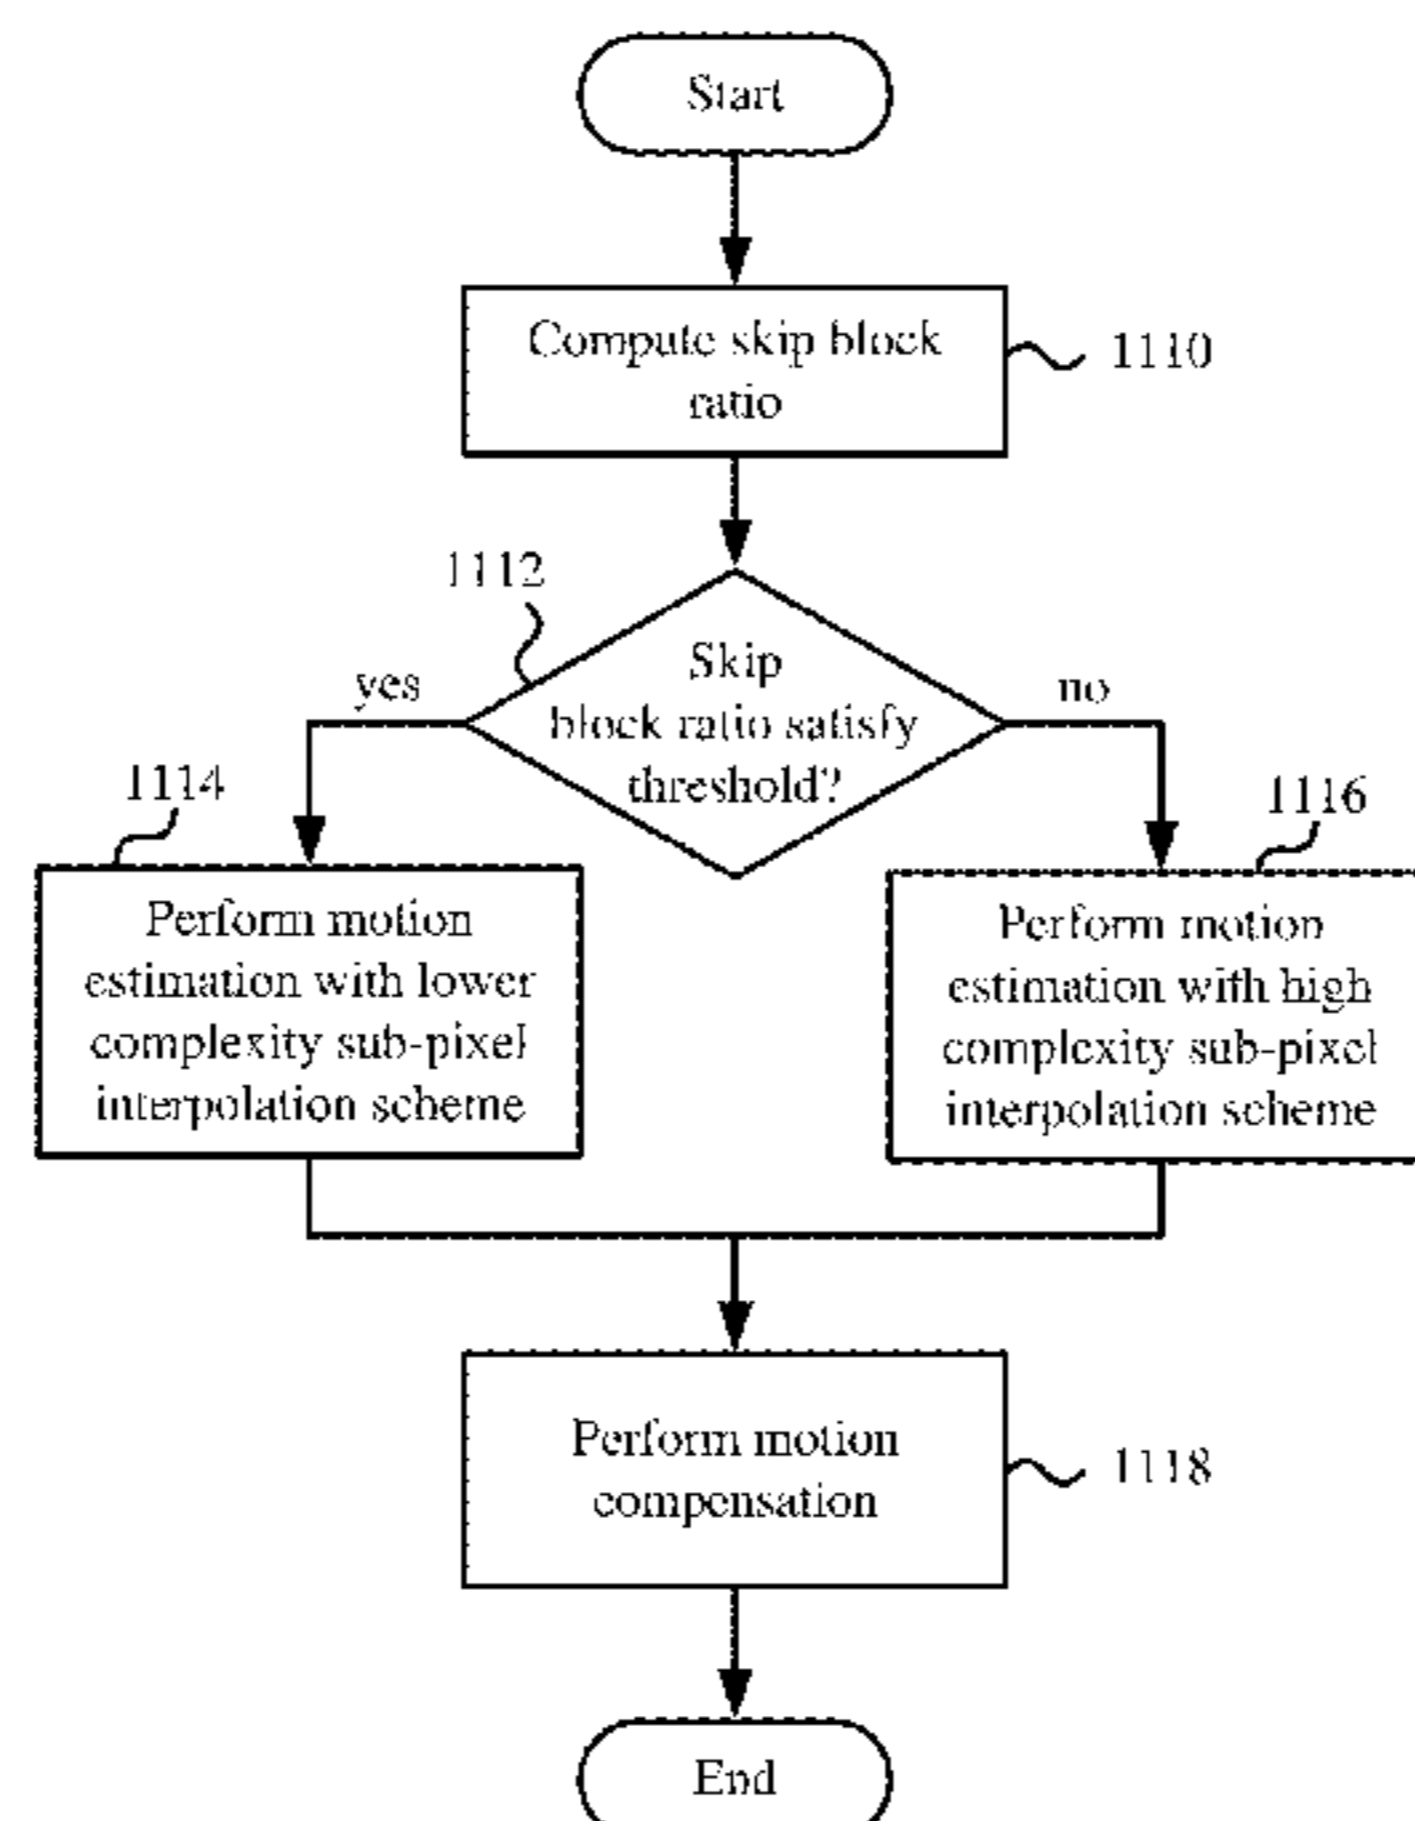 Start
Compute skip block
ratio
1110
1112
Skip
block ratio satisfy
threshold?
yes
no
1114
Perform motion
estimation with lower
complexity sub-pixel
interpolation scheme
1116
Perform motion
estimation with high
complexity sub-pixel
interpolation scheme
Perform motion
compensation
1118
End